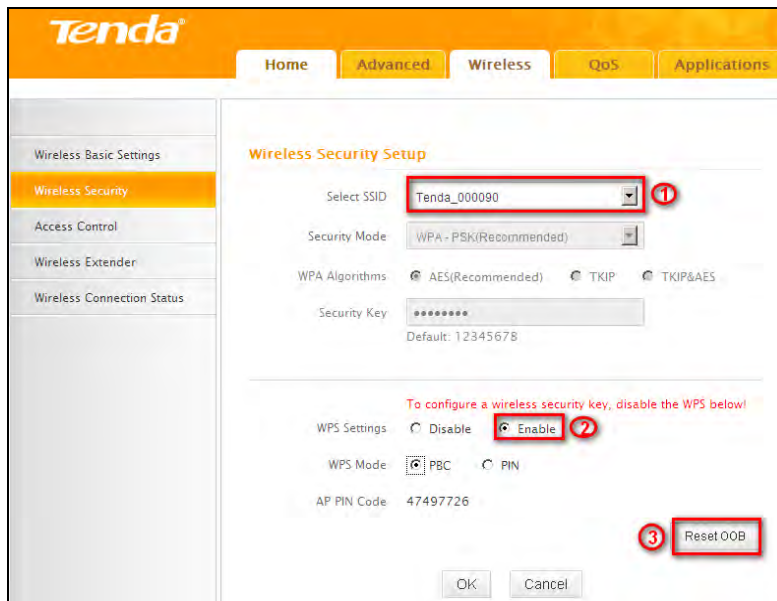 Tenda®
Home Advanced Wireless QoS Applications
Wireless Basic Settings
Wireless Security
Access Control
Wireless Extender
Wireless Connection Status
Wireless Security Setup
Select SSID Tenda_000090 1
Security Mode WPA - PSK(Recommended)
WPA Algorithms AES(Recommended) TKIP TKIP&AES
Security Key ●●●●●●●●
Default: 12345678
To configure a wireless security key, disable the WPS below!
WPS Settings Disable Enable 2
WPS Mode PBC PIN
AP PIN Code 47497726
3 Reset OOB
OK Cancel